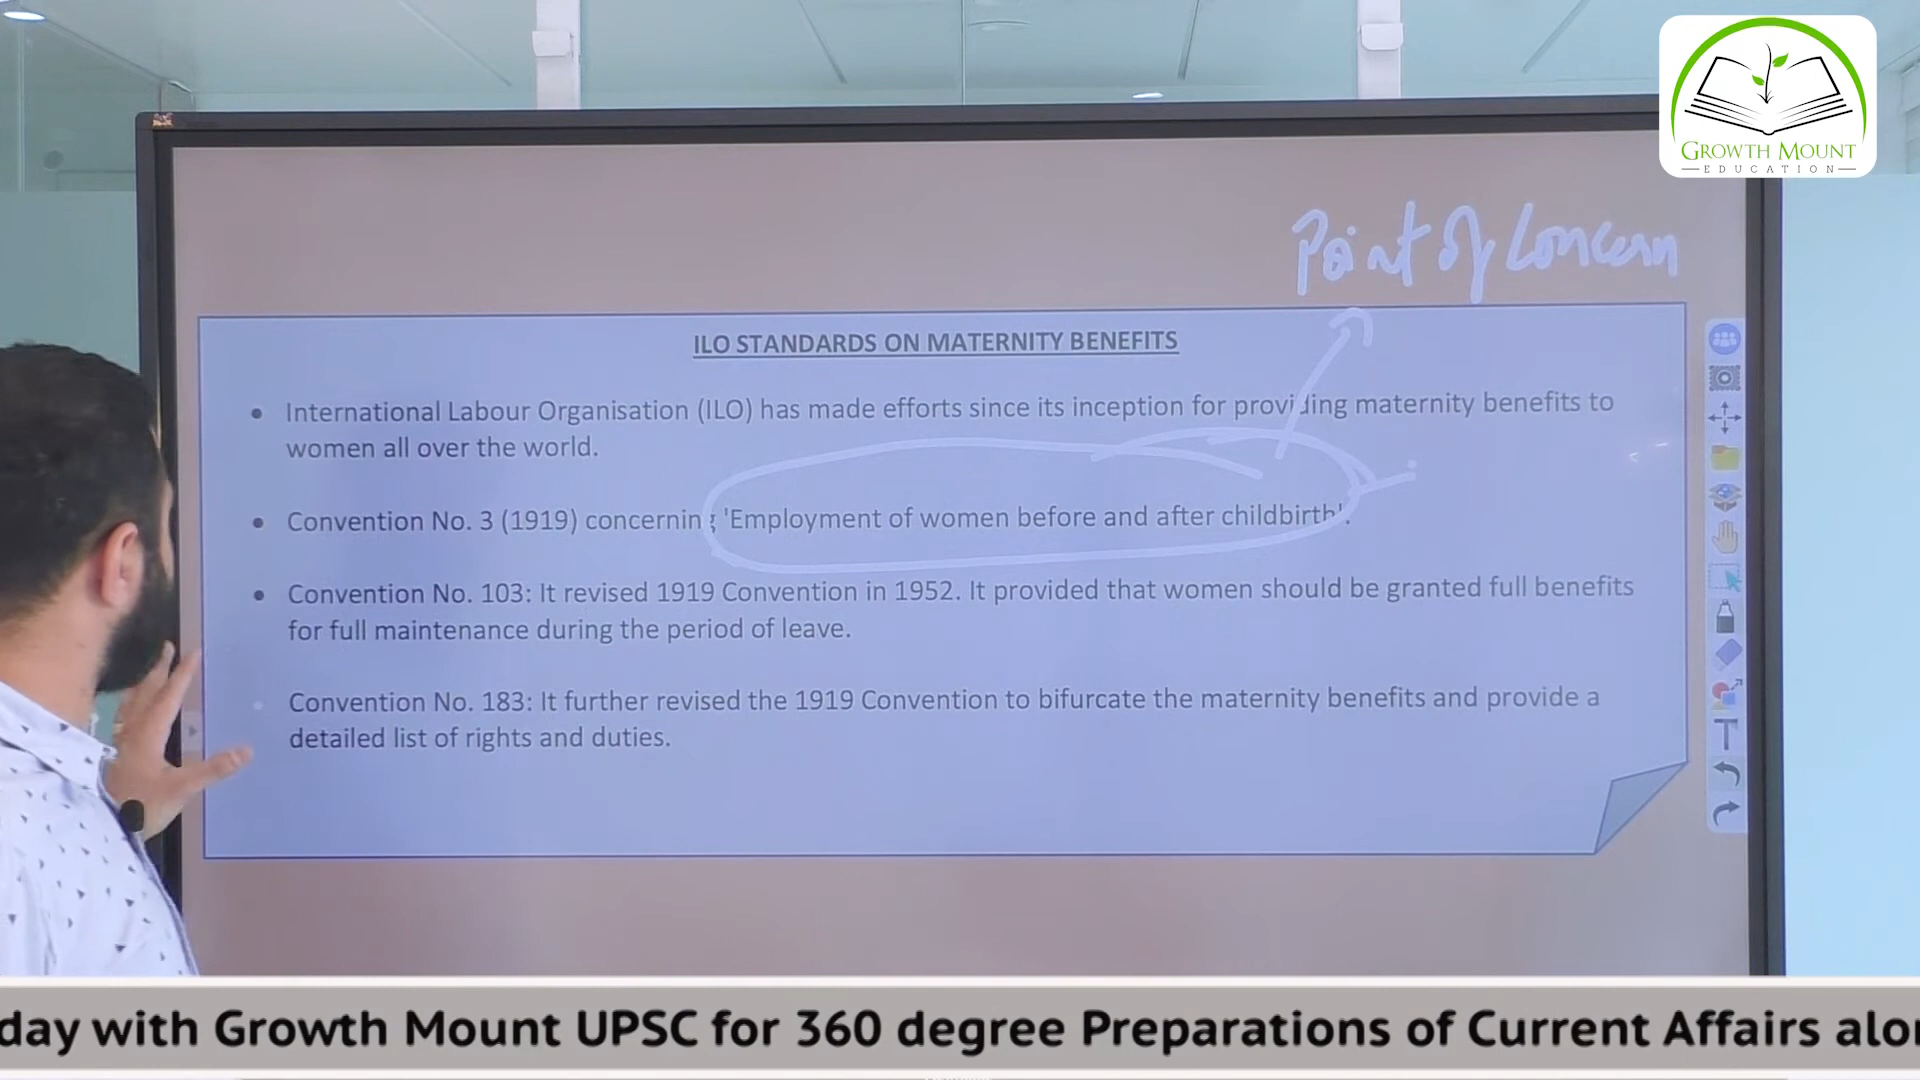 GROWTH MOUNT
EDUCATION
Point of Concern
ILO STANDARDS ON MATERNITY BENEFITS
• International Labour Organisation (ILO) has made efforts since its inception for providing maternity benefits to
women all over the world.
• Convention No. 3 (1919) concerning 'Employment of women before and after childbirth'.
• Convention No. 103: It revised 1919 Convention in 1952. It provided that women should be granted full benefits
for full maintenance during the period of leave.
• Convention No. 183: It further revised the 1919 Convention to bifurcate the maternity benefits and provide a
detailed list of rights and duties.
day with Growth Mount UPSC for 360 degree Preparations of Current Affairs alon